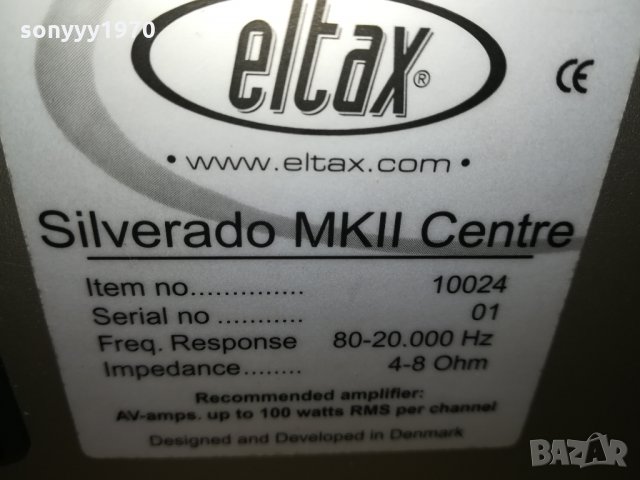 sonyyy1970
eltax®
CE
• www.eltax.com •
Silverado MKII Centre
Item no.............. 10024
Serial no ........... 01
Freq. Response 80-20.000 Hz
Impedance........ 4-8 Ohm
Recommended amplifier:
AV-amps. up to 100 watts RMS per channel
Designed and Developed in Denmark
BAZAR